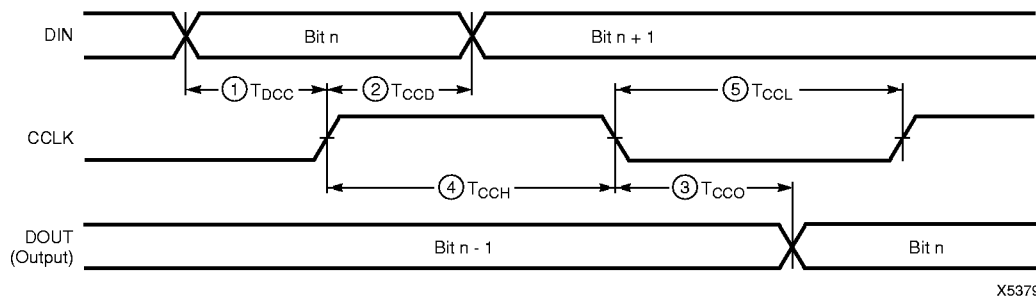 DIN
Bit n
Bit n + 1
1 TDCC
2 TCCD
5 TCCL
CCLK
4 TCCH
3 TCCO
DOUT
(Output)
Bit n - 1
Bit n
X5379